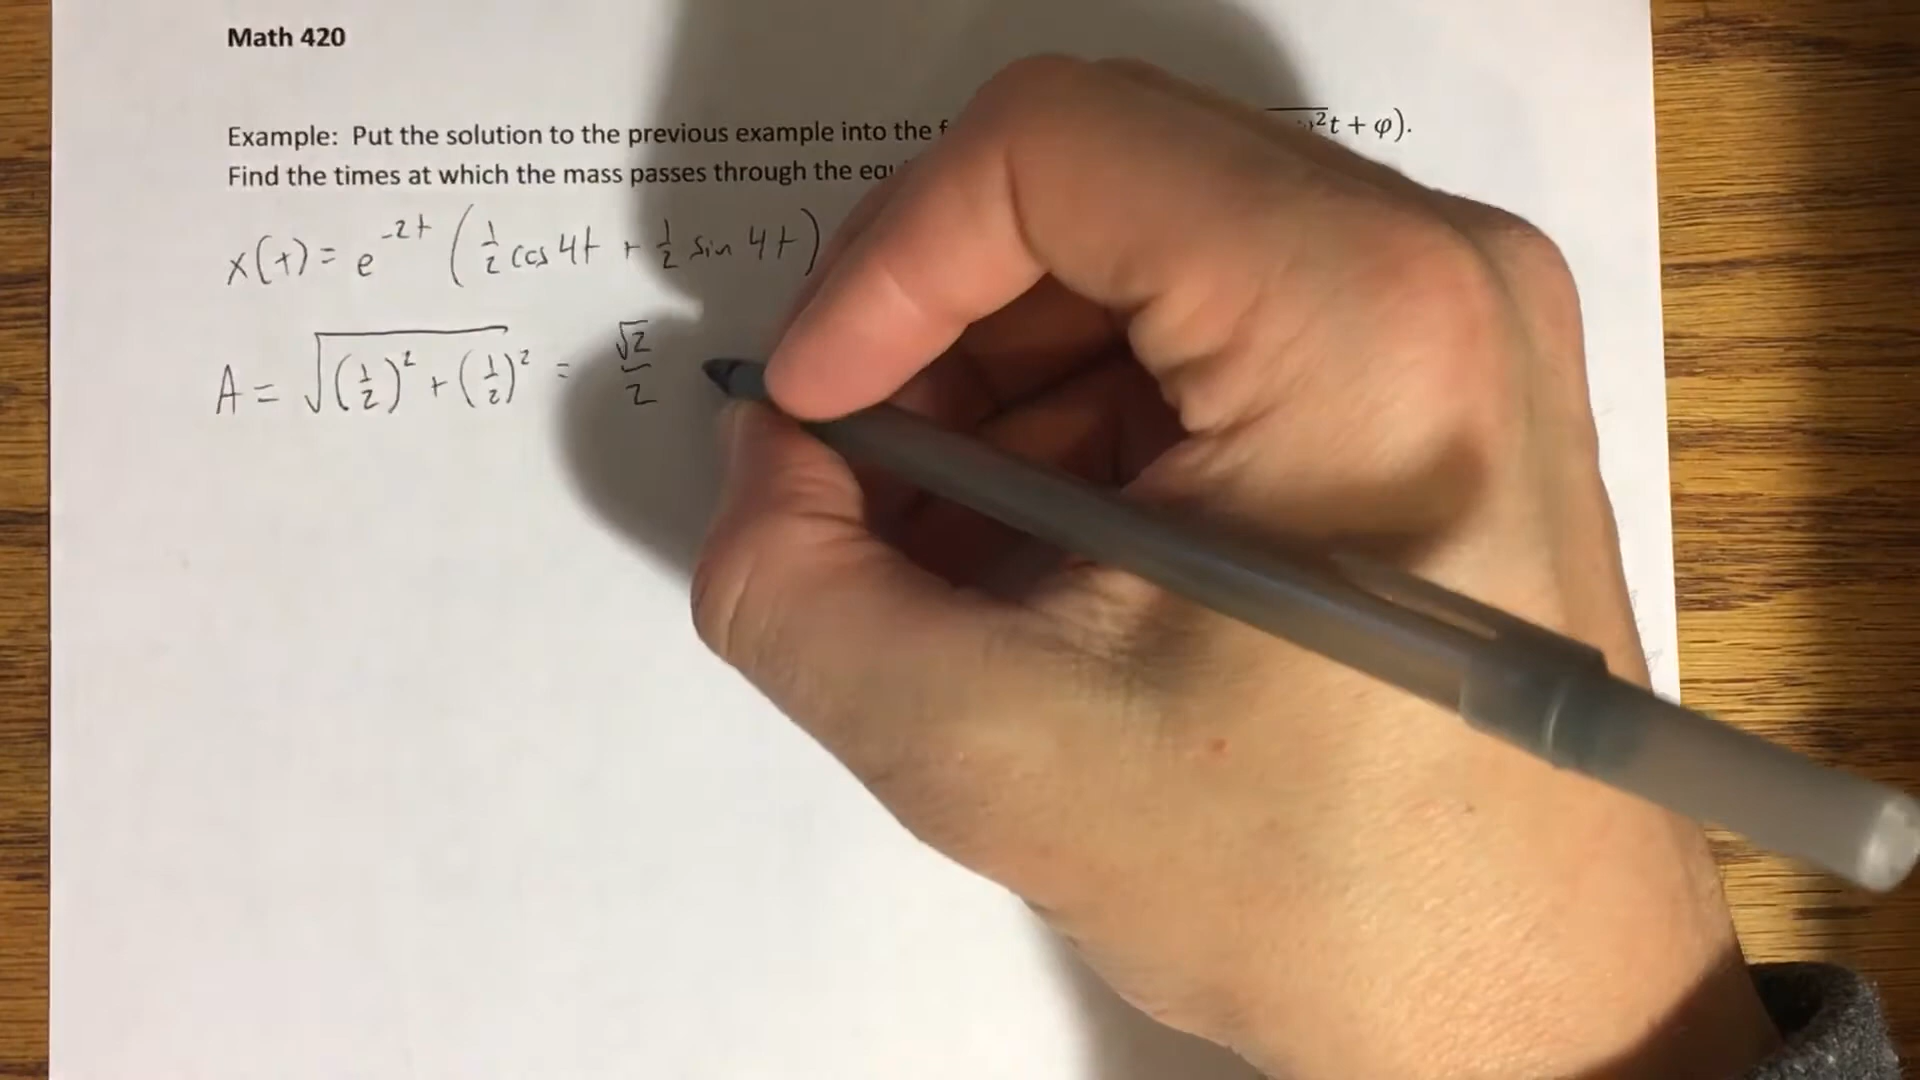 Math 420
Example: Put the solution to the previous example into the ²t + φ).
Find the times at which the mass passes through the
x(t) = e^{-2t} (1/2 cos 4t + 1/2 sin 4t)
A = √((1/2)² + (1/2)²) = √2/2